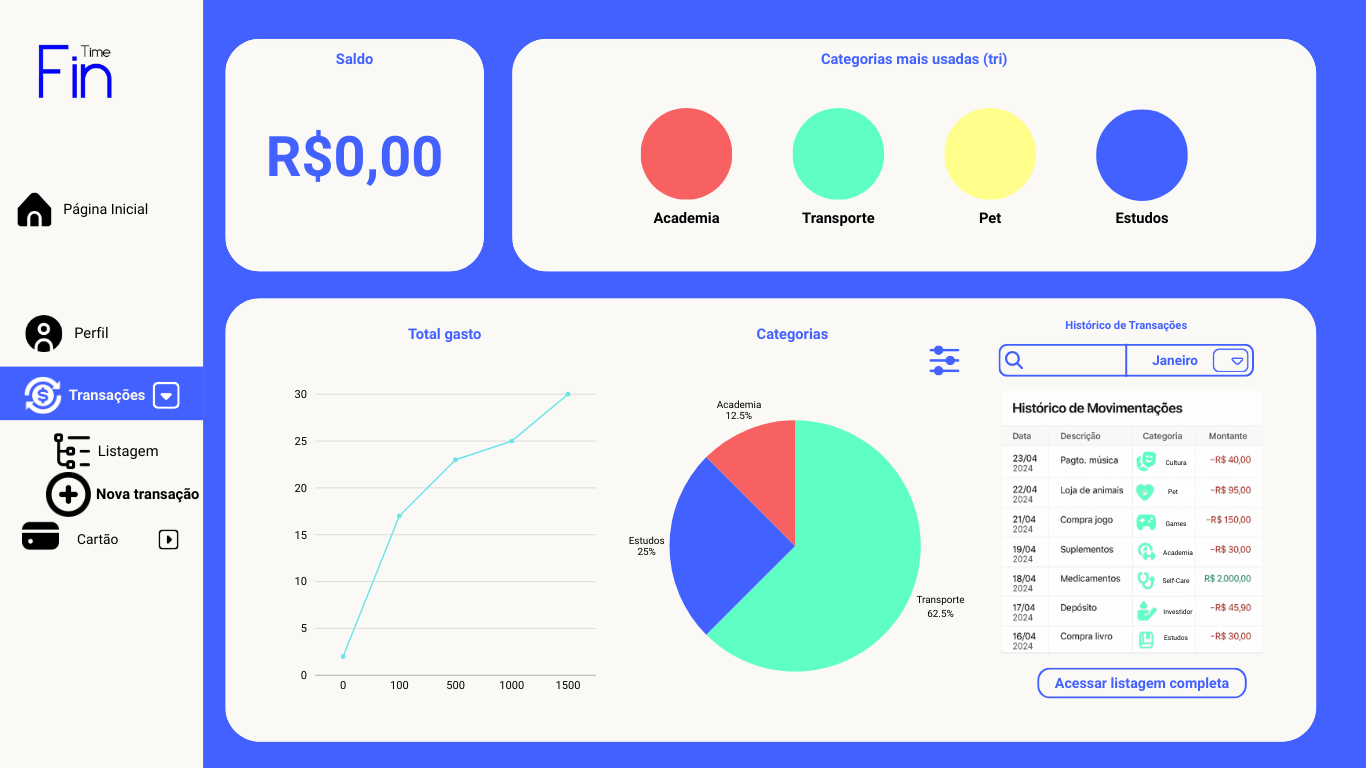 Time
Fin
Página Inicial
Perfil
Transações
Listagem
Nova transação
Cartão
Saldo
R$0,00
Categorias mais usadas (tri)
Academia
Transporte
Pet
Estudos
Total gasto
30
25
20
15
10
5
0
0 100 500 1000 1500
Categorias
Academia
12.5%
Estudos
25%
Transporte
62.5%
Histórico de Transações
Janeiro
Histórico de Movimentações
Data Descrição Categoria Montante
23/04 2024 Pagto. música Cultura -R$ 40,00
22/04 2024 Loja de animais Pet -R$ 95,00
21/04 2024 Compra jogo Games -R$ 150,00
19/04 2024 Suplementos Academia -R$ 30,00
18/04 2024 Medicamentos Self-Care R$ 2.000,00
17/04 2024 Depósito Investidor -R$ 45,90
16/04 2024 Compra livro Estudos -R$ 30,00
Acessar listagem completa